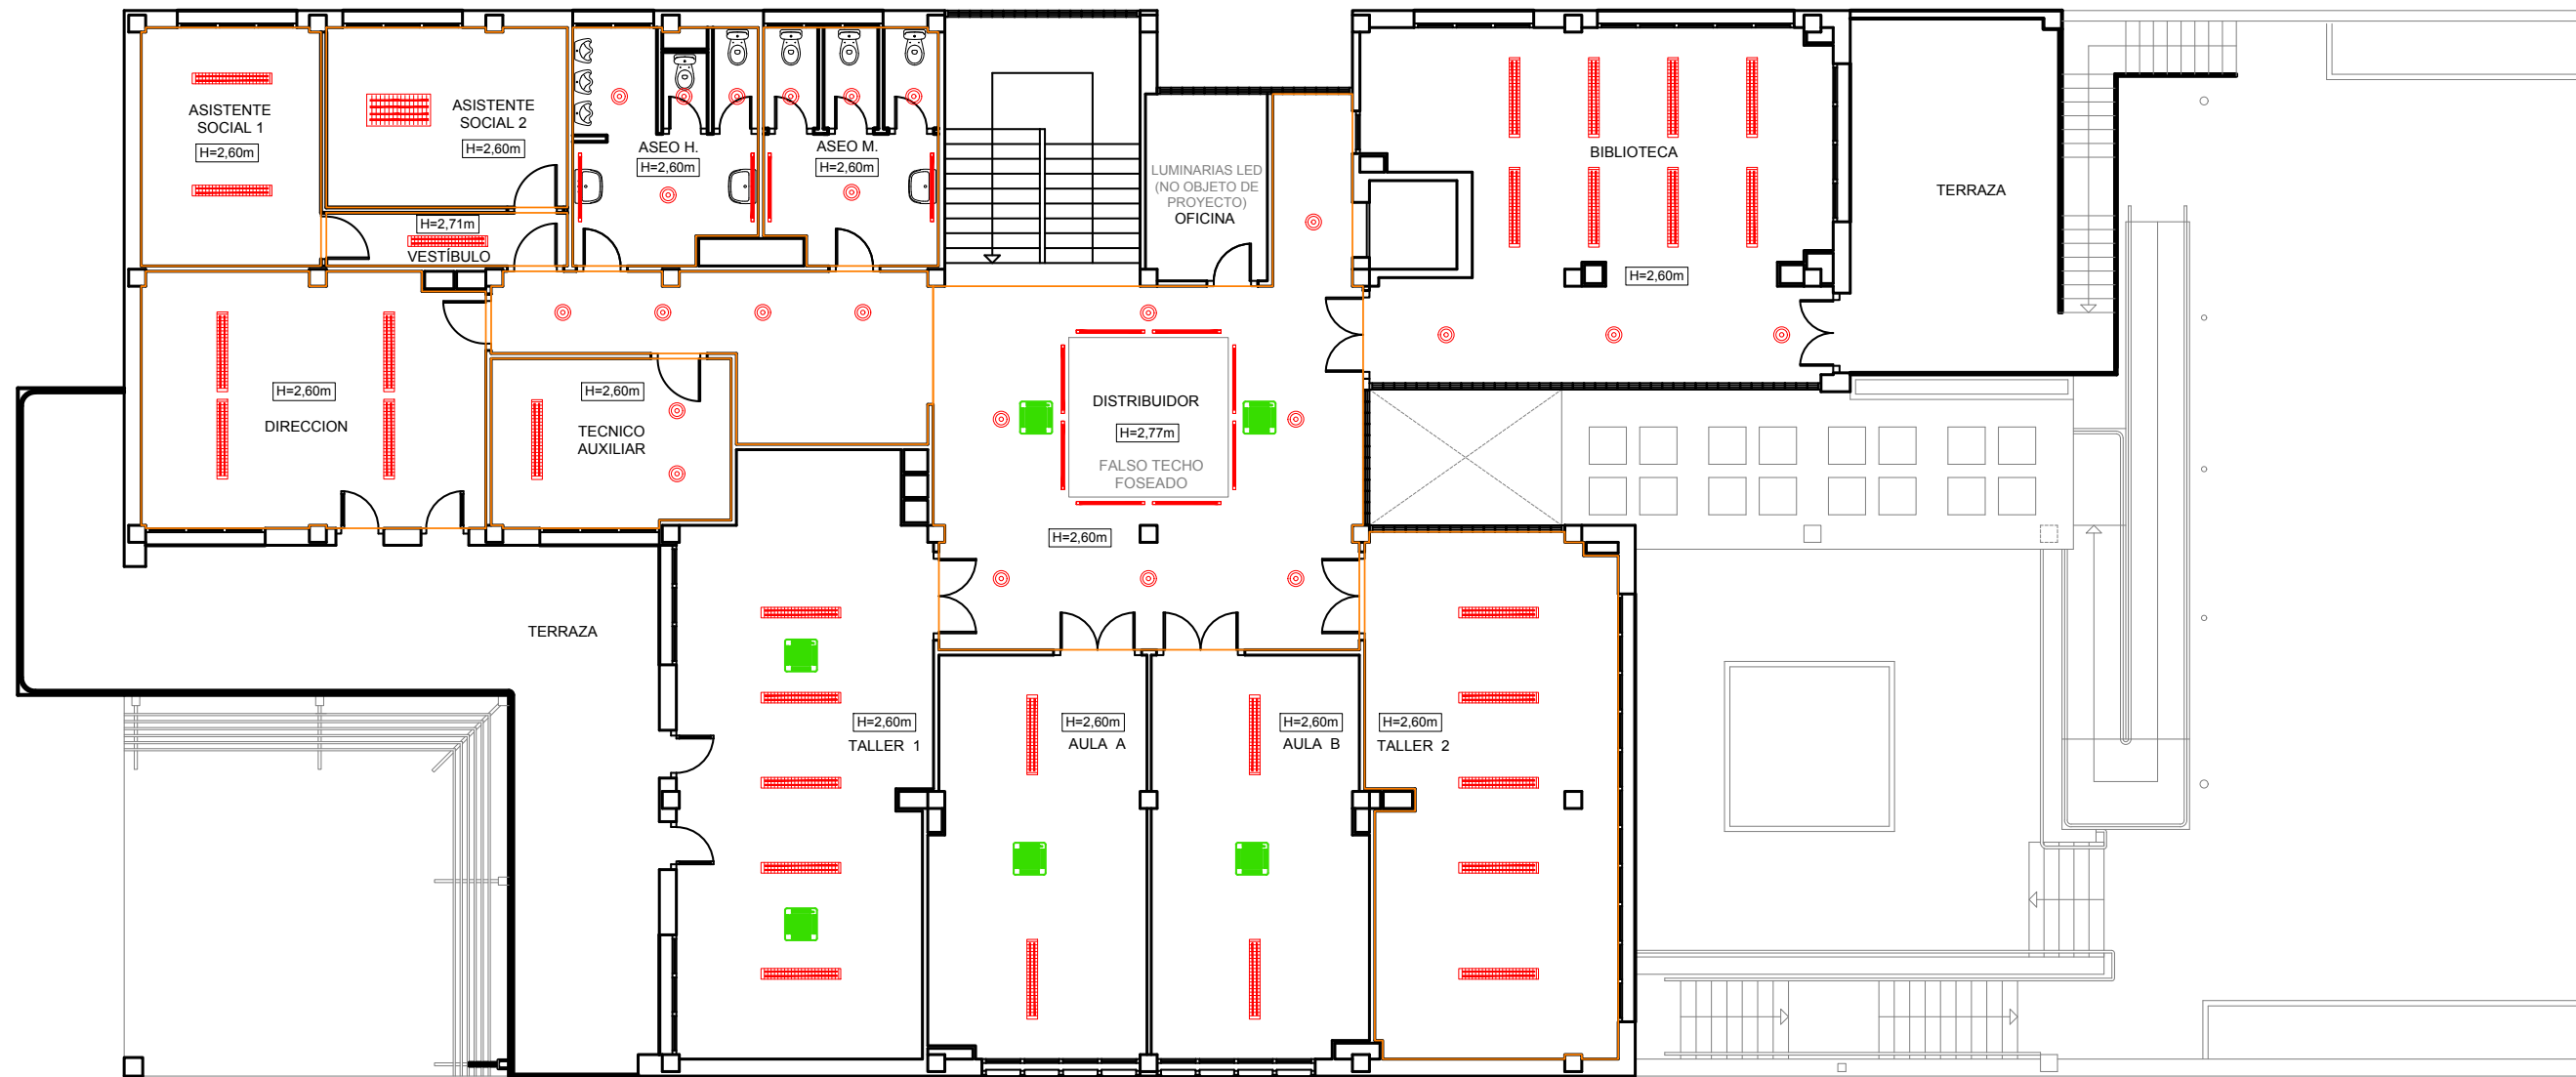 ASISTENTE
SOCIAL 1
H=2,60m
ASISTENTE
SOCIAL 2
H=2,60m
H=2,71m
VESTÍBULO
ASEO H.
H=2,60m
ASEO M.
H=2,60m
LUMINARIAS LED
(NO OBJETO DE
PROYECTO)
OFICINA
BIBLIOTECA
H=2,60m
TERRAZA
H=2,60m
DIRECCION
H=2,60m
TECNICO
AUXILIAR
DISTRIBUIDOR
H=2,77m
FALSO TECHO
FOSEADO
H=2,60m
TERRAZA
H=2,60m
TALLER 1
H=2,60m
AULA A
H=2,60m
AULA B
H=2,60m
TALLER 2